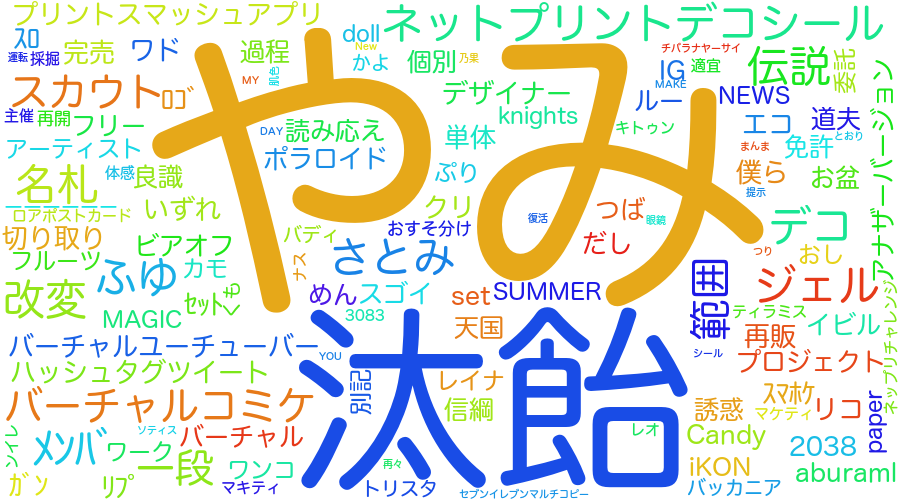 プリントスマッシュアプリ
ネットプリントデコシール
doll
New
チバラナヤーサイ
乃果
ｽﾛ
完売
ワド
過程
かよ
個別
IG
適宜
伝説
委託
運転
採掘
MY
肌色
MAKE
スカウト
ﾛｺﾞ
デザイナー
ルー
NEWS
主催
再開
フリー
DAY
読み応え
knights
キトゥン
エコ
道夫
とおり
アーティスト
ポラロイド
単体
まんま
免許
アナザーバージョン
名札
体感
良識
ぷり
僕ら
提示
お盆
やみ
ロアポストカード
いずれ
クリ
復活
つば
眼鏡
デコ
切り取り
ビアオフ
バディ
おすそ分け
だし
つり
おし
フルーツ
ふゆ
カモ
ナス
さとみ
範囲
ジェル
改変
ｾｯﾄ
くも
めん
スゴイ
set
SUMMER
ネップリチャレンジ
MAGIC
3083
天国
ティラミス
再販
イビル
バーチャルユーチューバー
YOU
汰飴
シール
プロジェクト
ハッシュタグツイート
別記
レイナ
ｽﾏﾎｹ
バーチャルコミケ
信綱
誘惑
マケティ
リコ
paper
ソイレ
ﾒﾝﾊﾞ
ワーク
ソティス
バーチャル
レオ
Candy
2038
一段
ワンコ
再々
iKON
aburaml
ｶﾞｿ
ﾘﾌﾟ
マキティ
トリスタ
セブンイレブンマルチコピー
バッカニア